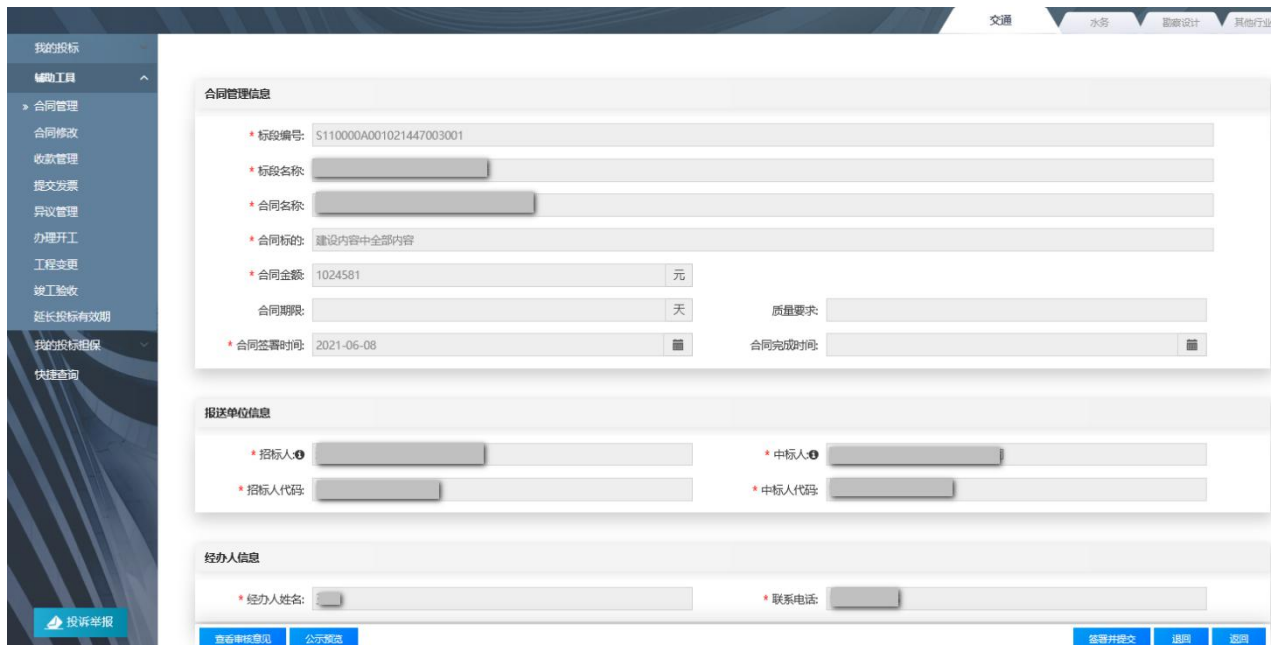 交通 水务 勘察设计 其他行业
我的投标
辅助工具
» 合同管理
合同修改
收款管理
提交发票
异议管理
办理开工
工程变更
竣工验收
延长投标有效期
我的投标担保
快捷查询
投诉举报
合同管理信息
* 标段编号: S110000A001021447003001
* 标段名称:
* 合同名称:
* 合同标的: 建设内容中全部内容
* 合同金额: 1024581 元
合同期限: 天 质量要求:
* 合同签署时间: 2021-06-08 合同完成时间:
报送单位信息
* 招标人: * 中标人:
* 招标人代码: * 中标人代码:
经办人信息
* 经办人姓名: * 联系电话:
查看审核意见 公示预览 签署并提交 退回 返回